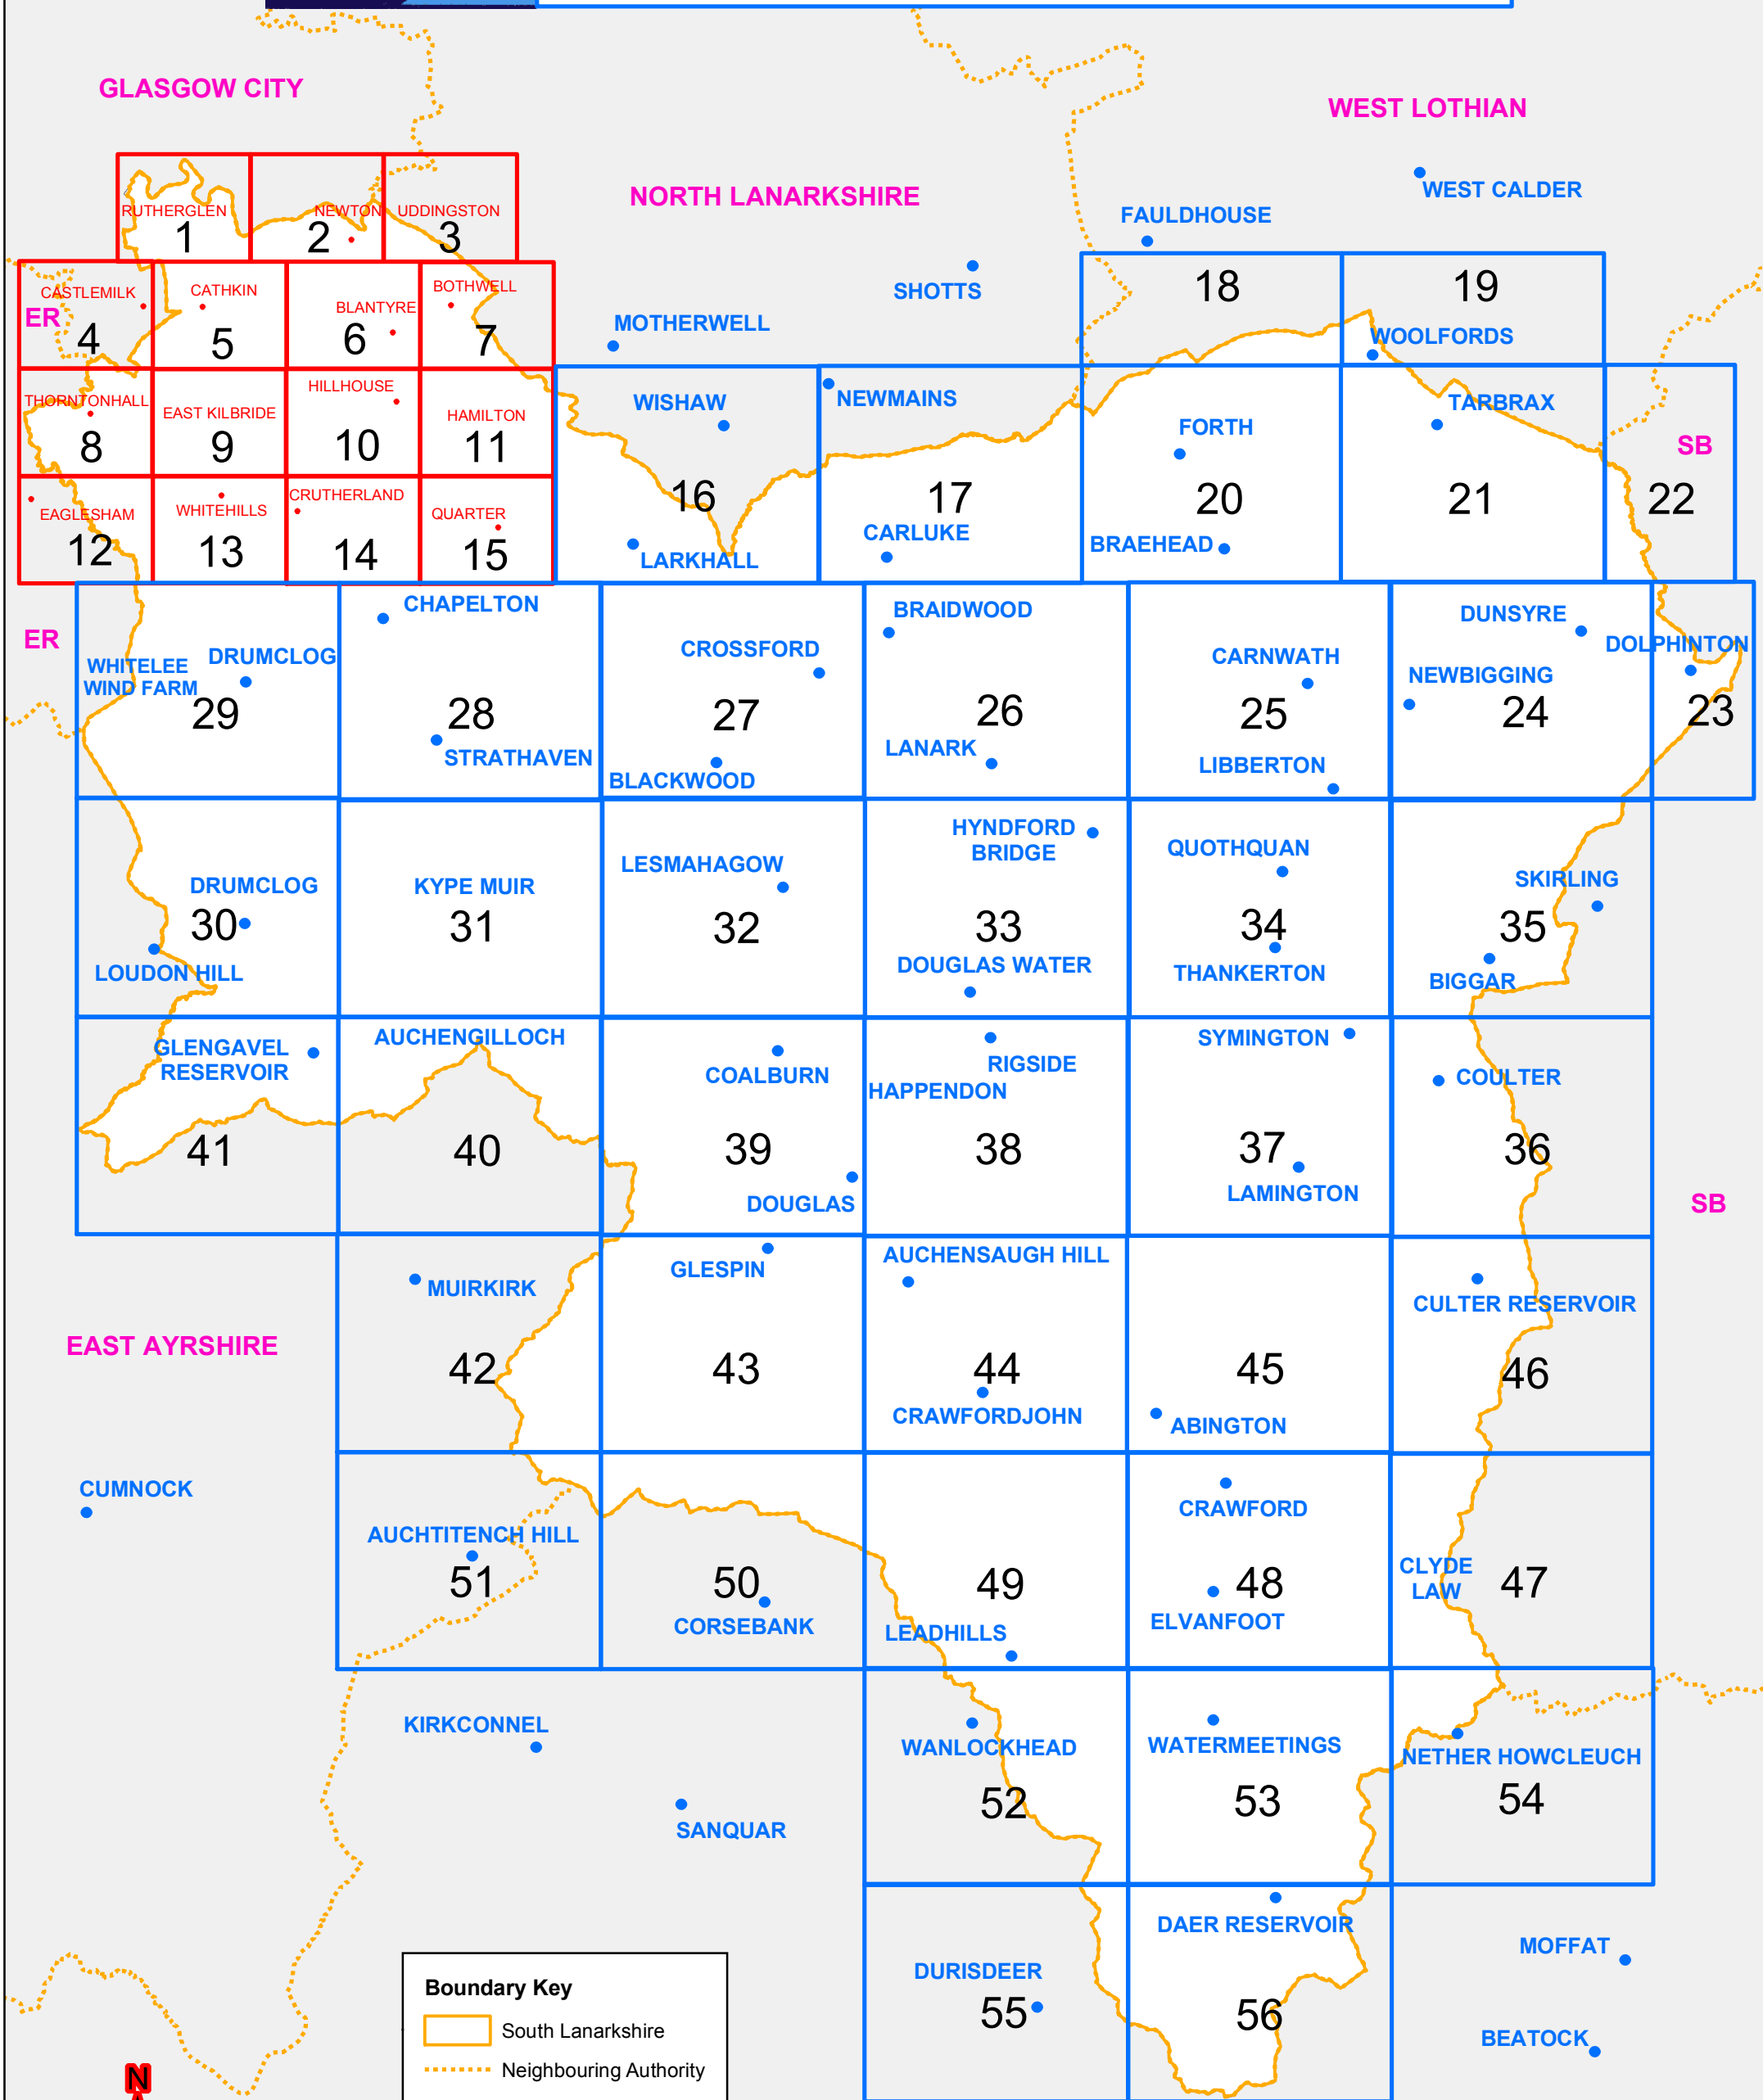 GLASGOW CITY
WEST LOTHIAN
NORTH LANARKSHIRE
WEST CALDER
FAULDHOUSE
RUTHERGLEN
1
NEWTON
2
UDDINGSTON
3
SHOTTS
18
19
CASTLEMILK
ER
4
CATHKIN
5
BLANTYRE
6
BOTHWELL
7
MOTHERWELL
WOOLFORDS
THORNTONHALL
8
EAST KILBRIDE
9
HILLHOUSE
10
HAMILTON
11
WISHAW
16
LARKHALL
NEWMAINS
17
CARLUKE
FORTH
20
BRAEHEAD
TARBRAX
21
SB
22
EAGLESHAM
12
WHITEHILLS
13
CRUTHERLAND
14
QUARTER
15
ER
WHITELEE
WIND FARM
DRUMCLOG
29
CHAPELTON
28
STRATHAVEN
CROSSFORD
27
BLACKWOOD
BRAIDWOOD
26
LANARK
CARNWATH
25
LIBBERTON
DUNSYRE
NEWBIGGING
24
DOLPHINTON
23
DRUMCLOG
30
LOUDON HILL
KYPE MUIR
31
LESMAHAGOW
32
HYNDFORD
BRIDGE
33
DOUGLAS WATER
QUOTHQUAN
34
THANKERTON
SKIRLING
35
BIGGAR
GLENGAVEL
RESERVOIR
41
AUCHENGILLOCH
40
COALBURN
39
DOUGLAS
RIGSIDE
HAPPENDON
38
SYMINGTON
37
LAMINGTON
COULTER
36
SB
EAST AYRSHIRE
MUIRKIRK
42
GLESPIN
43
AUCHENSAUGH HILL
44
CRAWFORDJOHN
45
ABINGTON
CULTER RESERVOIR
46
CUMNOCK
AUCHTITENCH HILL
51
50
CORSEBANK
49
LEADHILLS
CRAWFORD
48
ELVANFOOT
CLYDE
LAW
47
KIRKCONNEL
SANQUAR
WANLOCKHEAD
52
WATERMEETINGS
53
NETHER HOWCLEUCH
54
DURISDEER
55
DAER RESERVOIR
56
MOFFAT
BEATOCK
Boundary Key
South Lanarkshire
Neighbouring Authority
N